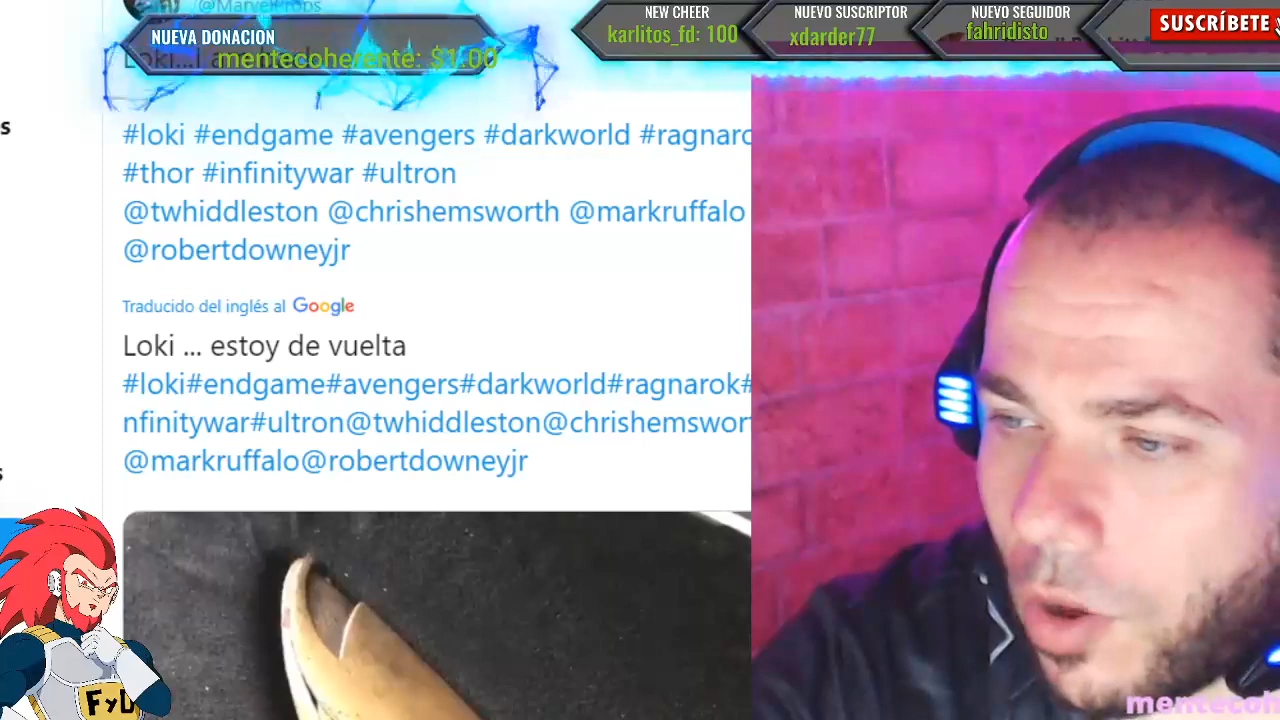 @MarvelProps
NUEVA DONACION
mentecoherente: $1.00
NEW CHEER
karlitos_fd: 100
NUEVO SUSCRIPTOR
xdarder77
NUEVO SEGUIDOR
fahridisto
SUSCRÍBETE
#loki #endgame #avengers #darkworld #ragnaro
#thor #infinitywar #ultron
@twhiddleston @chrishemsworth @markruffalo
@robertdowneyjr
Traducido del inglés al Google
Loki ... estoy de vuelta
#loki#endgame#avengers#darkworld#ragnarok#
nfinitywar#ultron@twhiddleston@chrishemswor
@markruffalo@robertdowneyjr
FyD
mentecoh